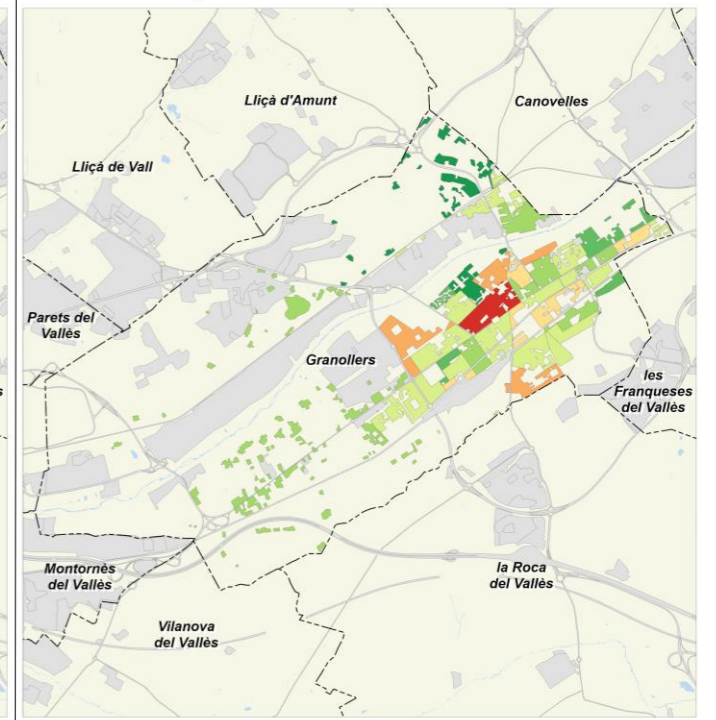 Lliçà d'Amunt
Canovelles
Lliçà de Vall
Parets del
Vallès
Granollers
les
Franqueses
del Vallès
Montornès
del Vallès
la Roca
del Vallès
Vilanova
del Vallès